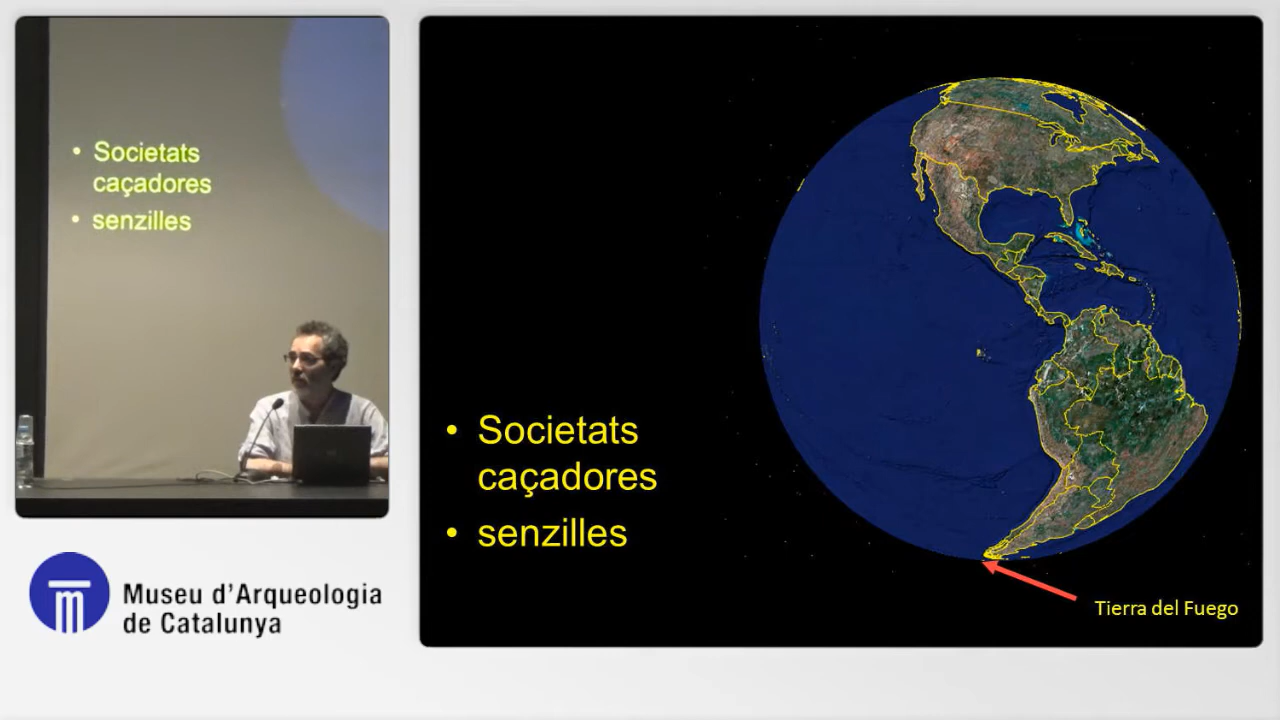 • Societats
caçadores
• senzilles
Museu d'Arqueologia
de Catalunya
• Societats
caçadores
• senzilles
Tierra del Fuego